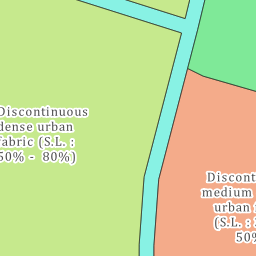 Discontinuous
dense urban
fabric (S.L. :
50% - 80%)
Discont
medium
urban
(S.L. :
50%